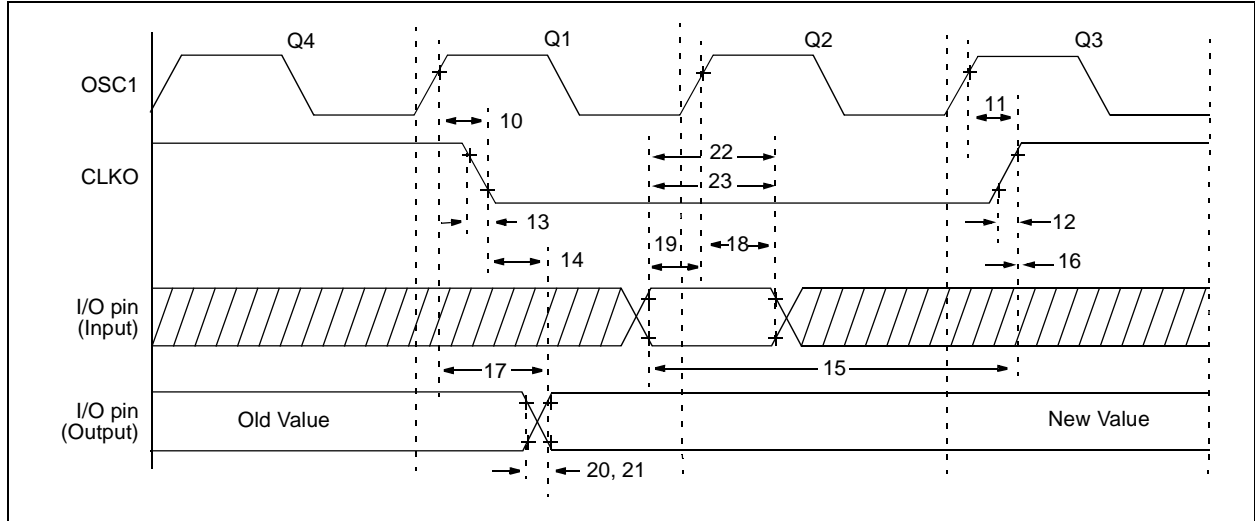 Q4 Q1 Q2 Q3
OSC1
10
11
22
CLKO
23
13
12
19
18
14
16
I/O pin
(Input)
17
15
I/O pin
(Output)
Old Value
New Value
20, 21